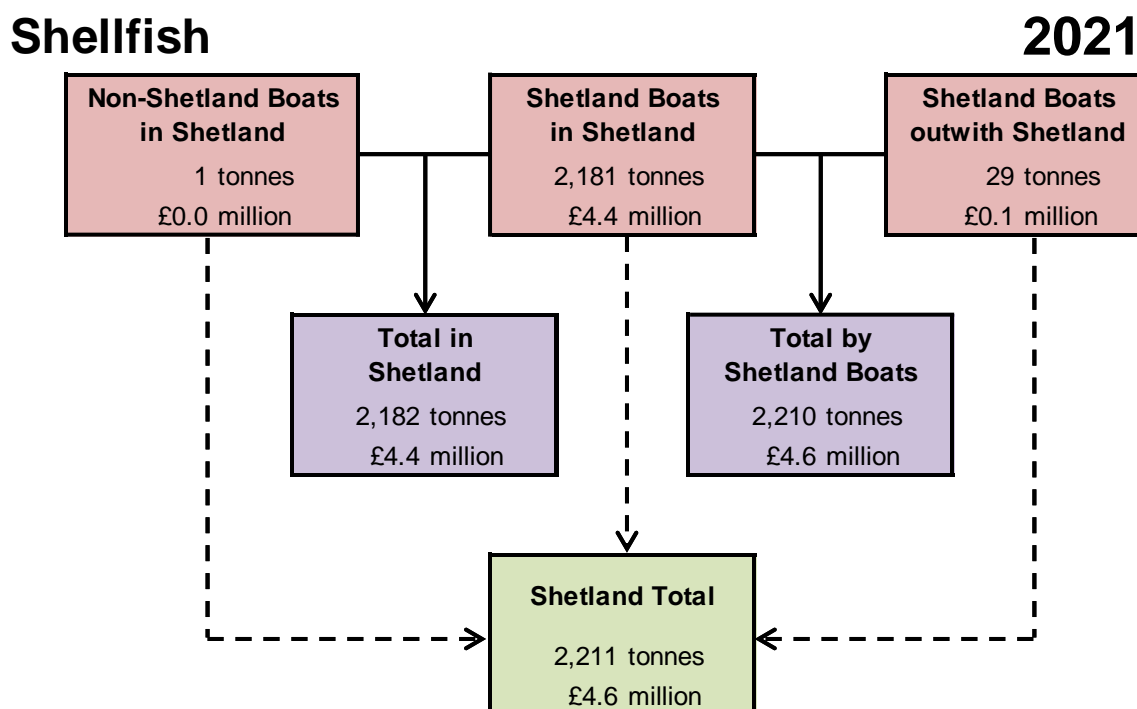 Shellfish
2021
Non-Shetland Boats
in Shetland
1 tonnes
£0.0 million
Shetland Boats
in Shetland
2,181 tonnes
£4.4 million
Shetland Boats
outwith Shetland
29 tonnes
£0.1 million
Total in
Shetland
2,182 tonnes
£4.4 million
Total by
Shetland Boats
2,210 tonnes
£4.6 million
Shetland Total
2,211 tonnes
£4.6 million